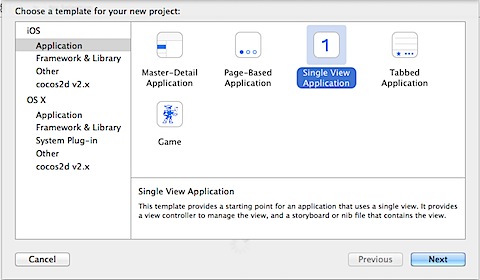 Choose a template for your new project:
iOS
Application
Framework & Library
Other
cocos2d v2.x
OS X
Application
Framework & Library
System Plug-in
Other
cocos2d v2.x
Master-Detail
Application
Page-Based
Application
1
Single View
Application
Tabbed
Application
Game
Single View Application
This template provides a starting point for an application that uses a single view. It provides
a view controller to manage the view, and a storyboard or nib file that contains the view.
Cancel
Previous
Next